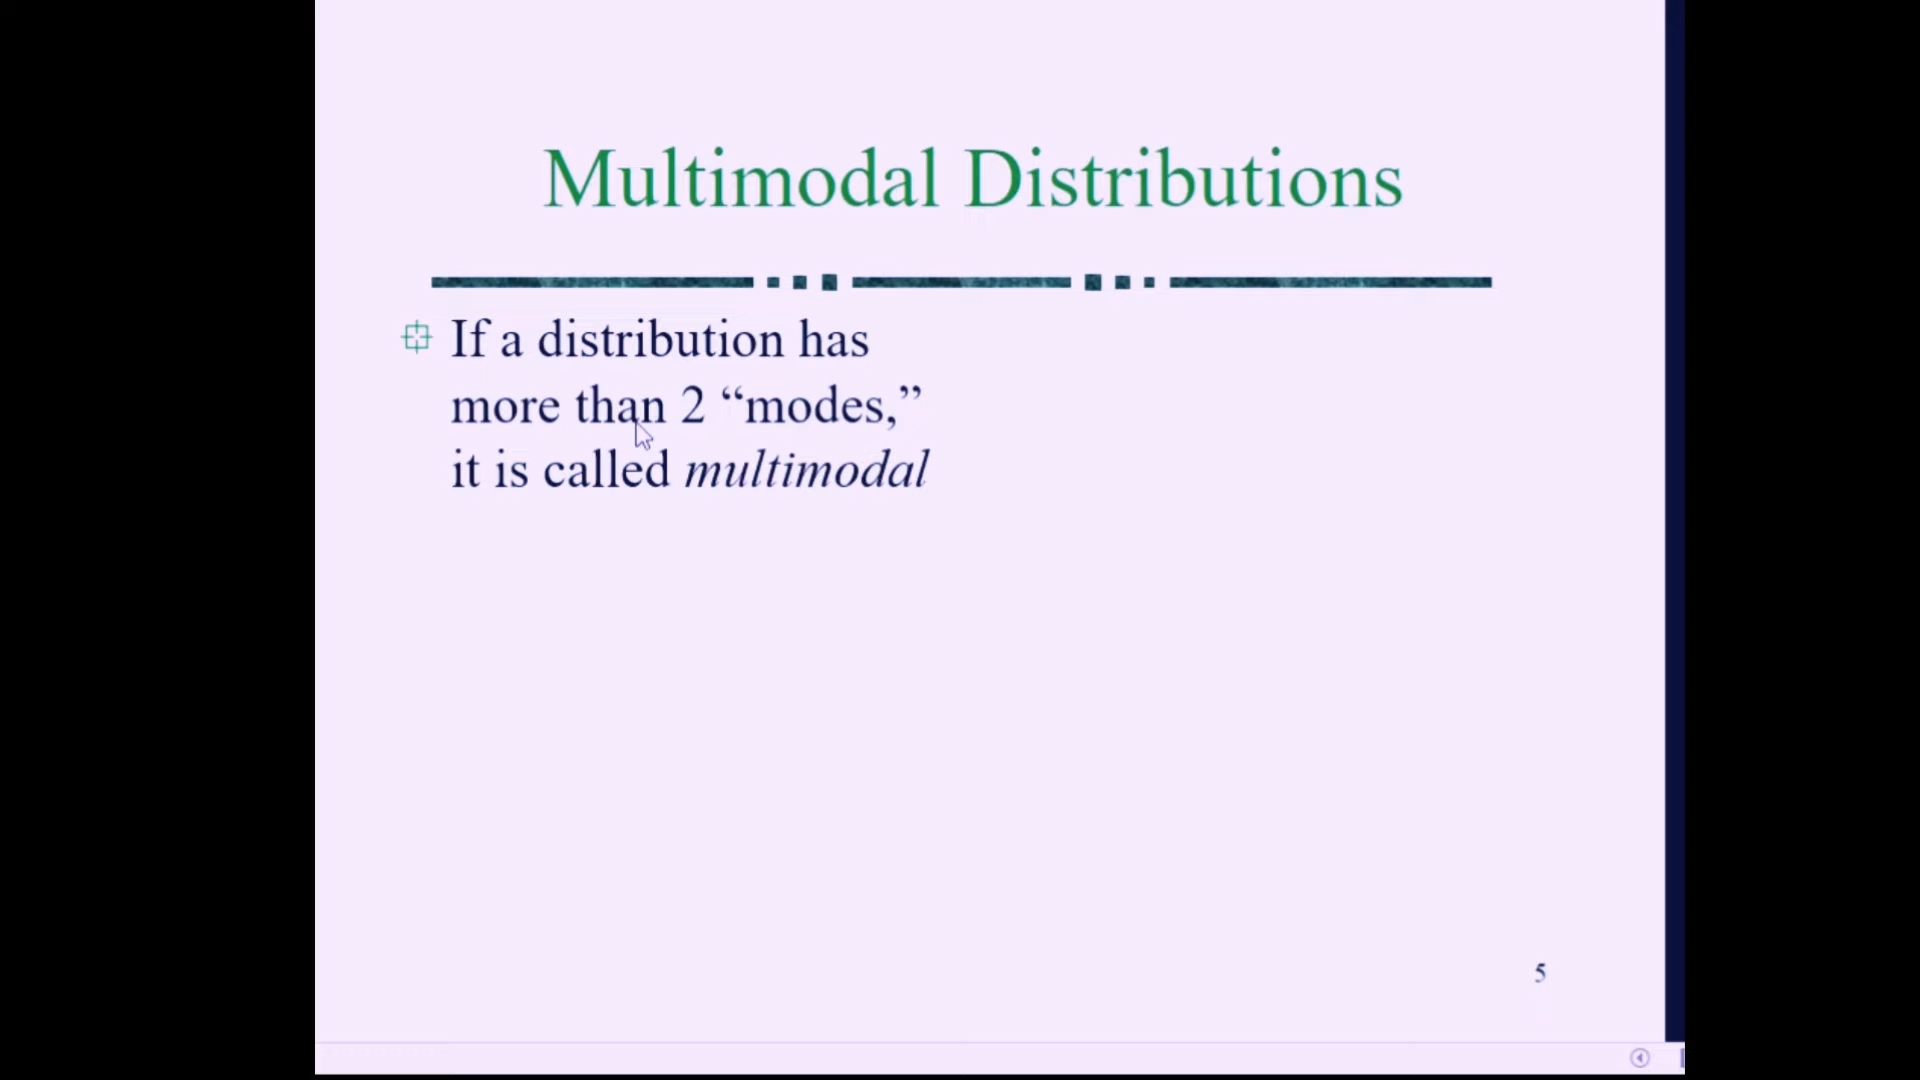 Multimodal Distributions
If a distribution has
more than 2 “modes,”
it is called multimodal
5